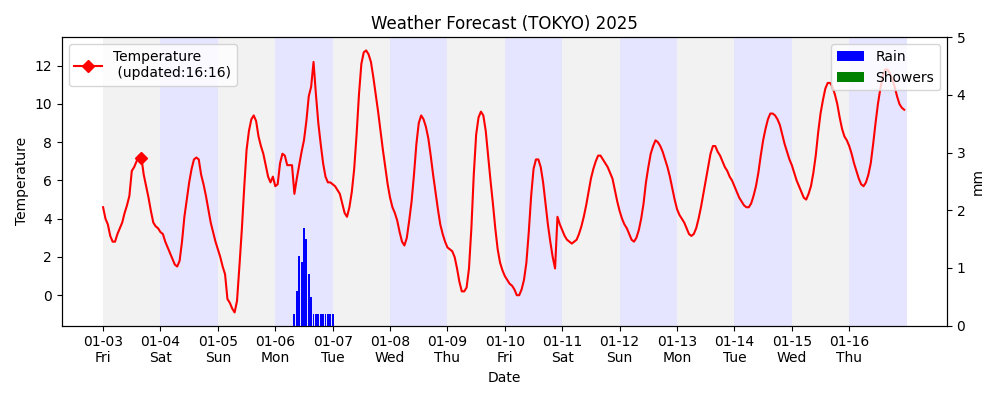 Weather Forecast (TOKYO) 2025
Temperature
(updated:16:16)
Rain
Showers
Temperature
12
10
8
6
4
2
0
5
4
3
2
1
0
mm
01-03 01-04 01-05 01-06 01-07 01-08 01-09 01-10 01-11 01-12 01-13 01-14 01-15 01-16
Fri Sat Sun Mon Tue Wed Thu Fri Sat Sun Mon Tue Wed Thu
Date